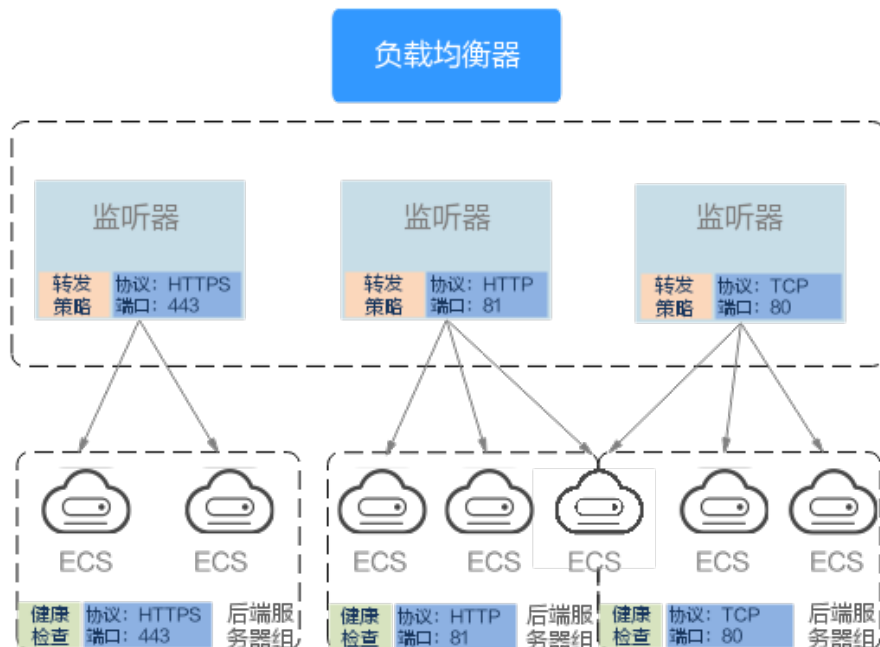 负载均衡器
监听器
转发
策略
协议：HTTPS
端口：443
监听器
转发
策略
协议：HTTP
端口：81
监听器
转发
策略
协议：TCP
端口：80
ECS
ECS
ECS
ECS
ECS
ECS
ECS
健康
检查
协议：HTTPS
端口：443
后端服
务器组
健康
检查
协议：HTTP
端口：81
后端服
务器组
健康
检查
协议：TCP
端口：80
后端服
务器组